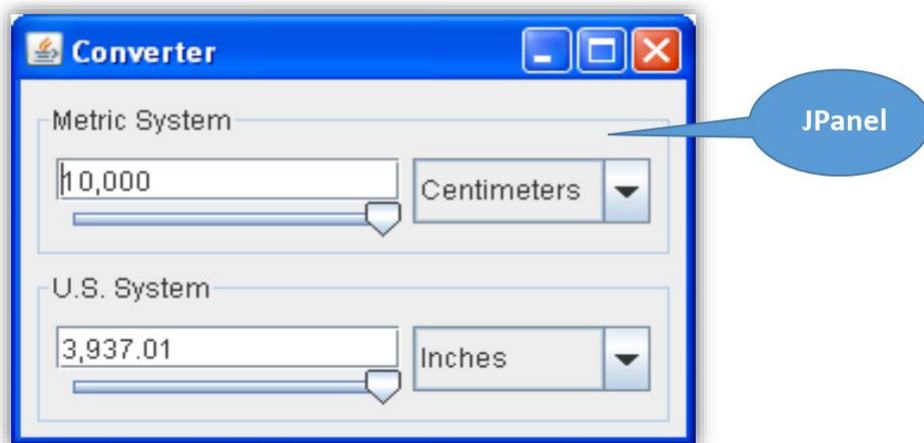 Converter
Metric System
10,000
Centimeters
U.S. System
3,937.01
Inches
JPanel